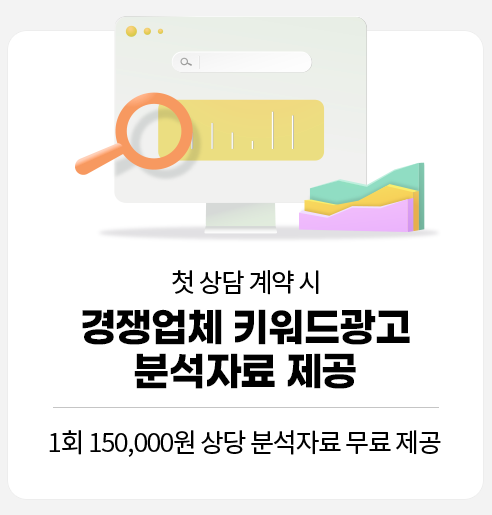 첫 상담 계약 시
경쟁업체 키워드광고
분석자료 제공
1회 150,000원 상당 분석자료 무료 제공